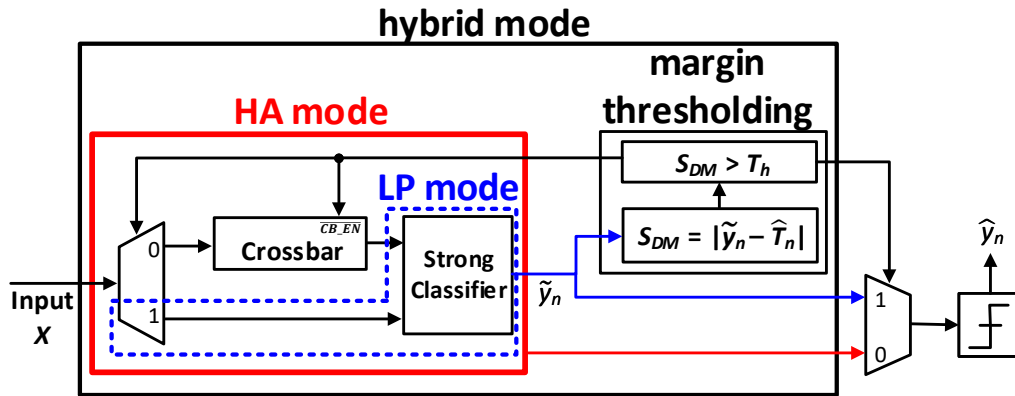 hybrid mode
margin
thresholding
HA mode
S_DM > T_h
LP mode
0
\overline{CB_EN}
Crossbar
Strong
Classifier
S_DM = |ỹ_n – T̂_n|
ŷ_n
Input
X
ỹ_n
1
1
0